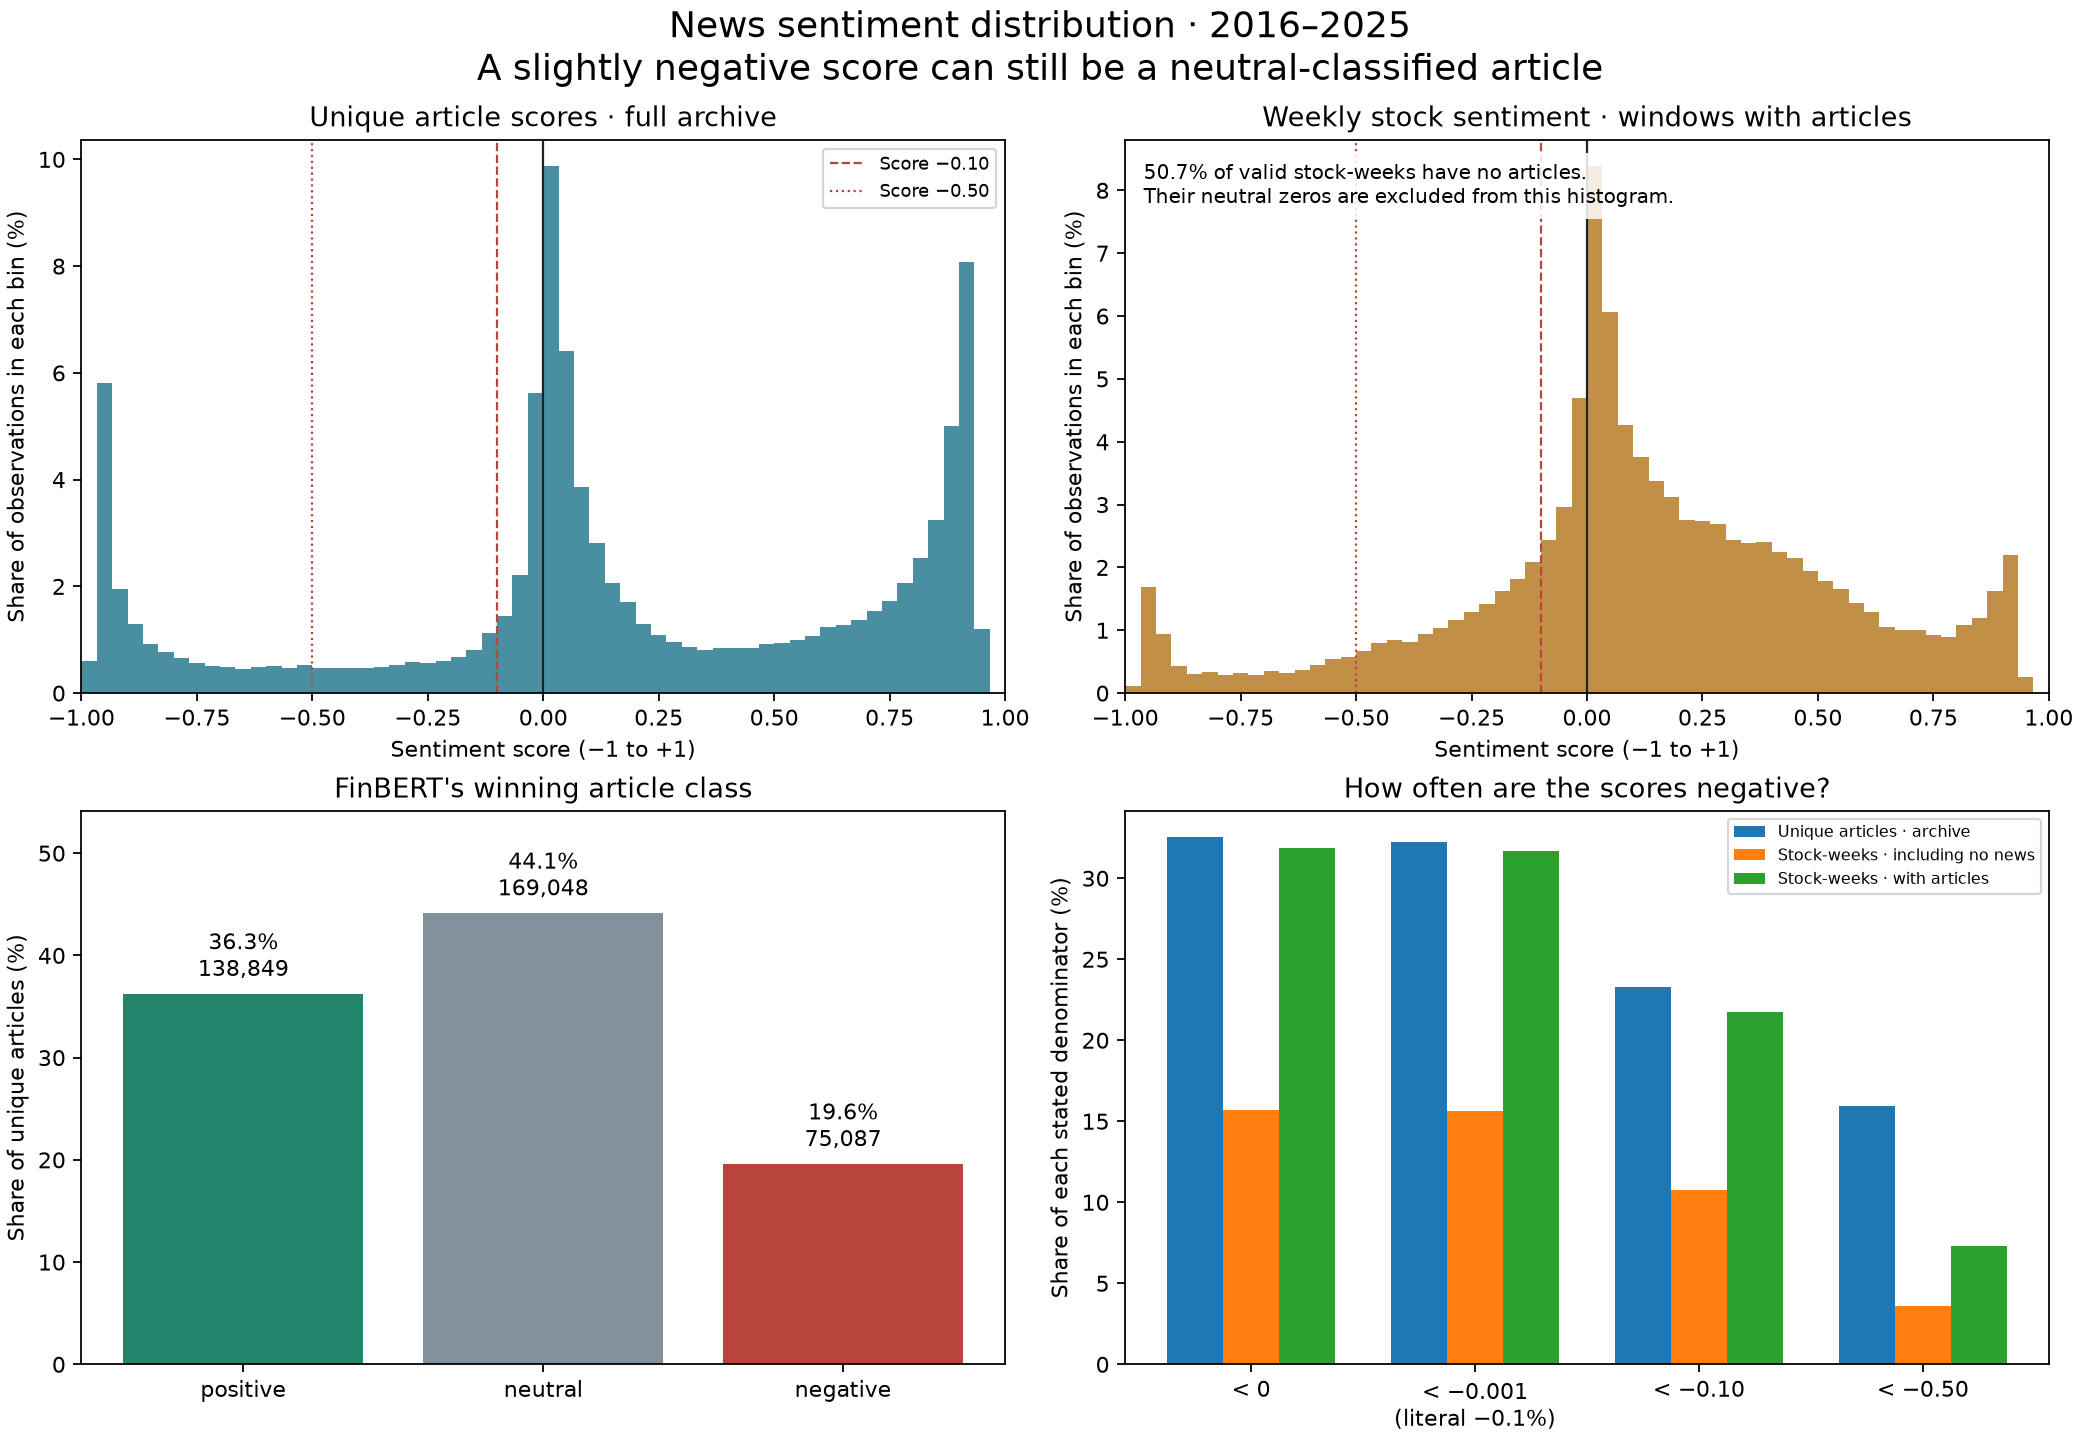 News sentiment distribution · 2016–2025
A slightly negative score can still be a neutral-classified article
Unique article scores · full archive
Share of observations in each bin (%)
10
8
6
4
2
0
Score −0.10
Score −0.50
−1.00 −0.75 −0.50 −0.25 0.00 0.25 0.50 0.75 1.00
Sentiment score (−1 to +1)
Weekly stock sentiment · windows with articles
Share of observations in each bin (%)
8
7
6
5
4
3
2
1
0
50.7% of valid stock-weeks have no articles.
Their neutral zeros are excluded from this histogram.
−1.00 −0.75 −0.50 −0.25 0.00 0.25 0.50 0.75 1.00
Sentiment score (−1 to +1)
FinBERT's winning article class
Share of unique articles (%)
50
40
30
20
10
0
36.3%
138,849
44.1%
169,048
19.6%
75,087
positive neutral negative
How often are the scores negative?
Share of each stated denominator (%)
30
25
20
15
10
5
0
Unique articles · archive
Stock-weeks · including no news
Stock-weeks · with articles
< 0 < −0.001 < −0.10 < −0.50
(literal −0.1%)